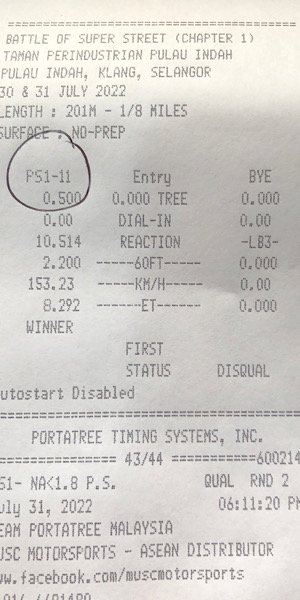 BATTLE OF SUPER STREET (CHAPTER 1)
TAMAN PERINDUSTRIAN PULAU INDAH
PULAU INDAH, KLANG, SELANGOR
30 & 31 JULY 2022
LENGTH : 201M - 1/8 MILES
SURFACE : NO-PREP
PS1-11 Entry BYE
0.500 0.000 TREE 0.000
0.00 DIAL-IN 0.00
10.514 REACTION -LB3-
2.200 -----60FT----- 0.000
153.23 -----KM/H----- 0.00
8.292 ------ET------ 0.000
WINNER
FIRST
STATUS DISQUAL
utostart Disabled
PORTATREE TIMING SYSTEMS, INC.
================ 43/44 ===========600214
S1- NA<1.8 P.S. QUAL RND 2
uly 31, 2022 06:11:20 PM
EAM PORTATREE MALAYSIA
USC MOTORSPORTS - ASEAN DISTRIBUTOR
ww.facebook.com/muscmotorsports